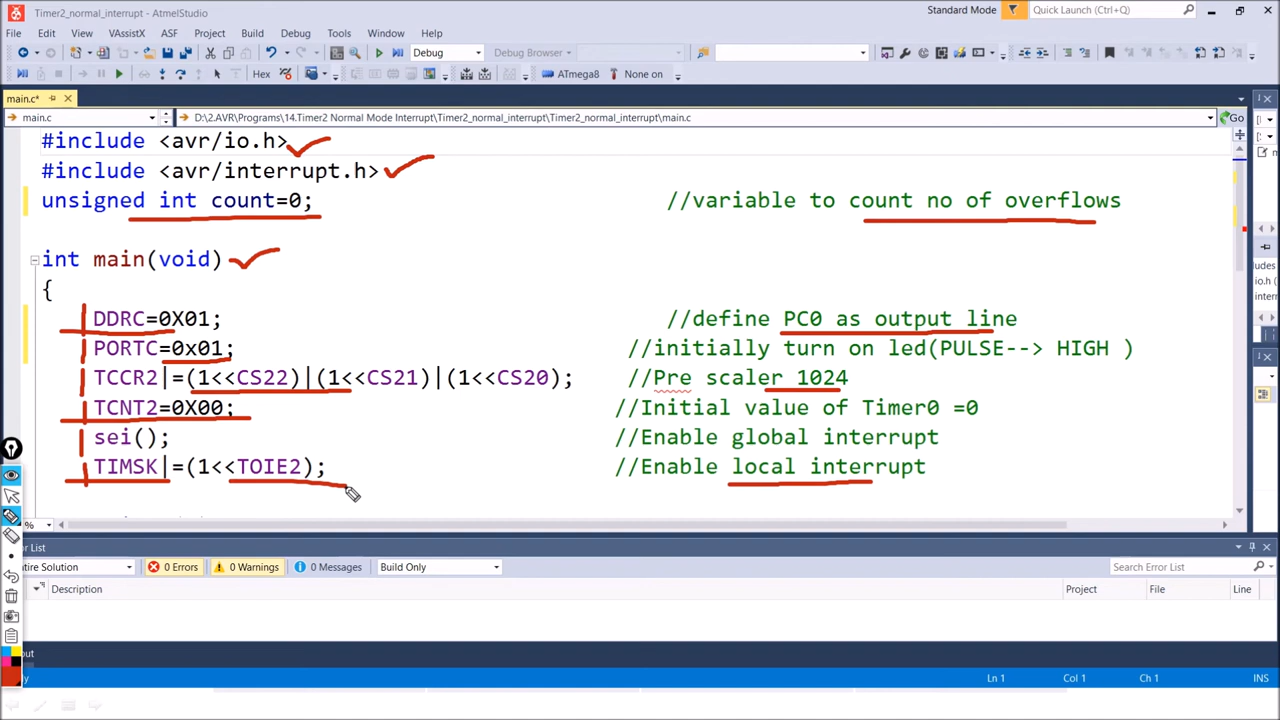 Timer2_normal_interrupt - AtmelStudio
Standard Mode
Quick Launch (Ctrl+Q)
File Edit View VAssistX ASF Project Build Debug Tools Window Help
Debug
Debug Browser
Hex
ATmega8
None on
main.c*
main.c
D:\2.AVR\Programs\14.Timer2 Normal Mode Interrupt\Timer2_normal_interrupt\Timer2_normal_interrupt\main.c
Go
#include <avr/io.h>
#include <avr/interrupt.h>
unsigned int count=0; //variable to count no of overflows
int main(void)
{
DDRC=0X01; //define PC0 as output line
PORTC=0x01; //initially turn on led(PULSE--> HIGH )
TCCR2|=(1<<CS22)|(1<<CS21)|(1<<CS20); //Pre scaler 1024
TCNT2=0X00; //Initial value of Timer0 =0
sei(); //Enable global interrupt
TIMSK|=(1<<TOIE2); //Enable local interrupt
%
or List
ntire Solution
0 Errors
0 Warnings
0 Messages
Build Only
Search Error List
Description
Project
File
Line
out
dy
Ln 1
Col 1
Ch 1
INS